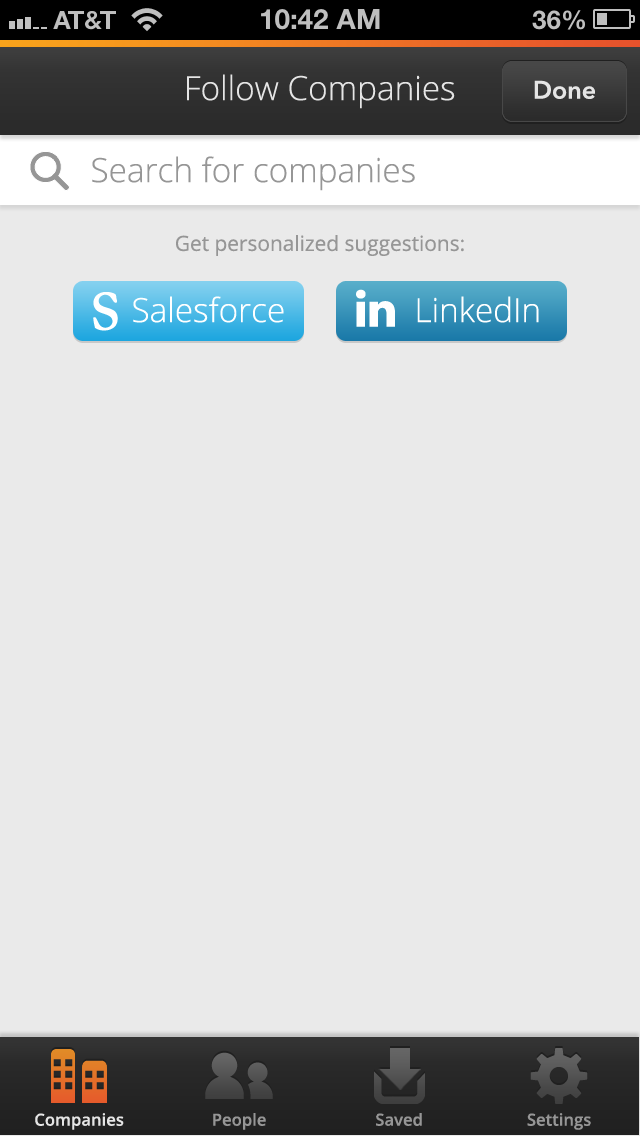 AT&T 10:42 AM 36%
Follow Companies Done
Search for companies
Get personalized suggestions:
S Salesforce in LinkedIn
Companies People Saved Settings